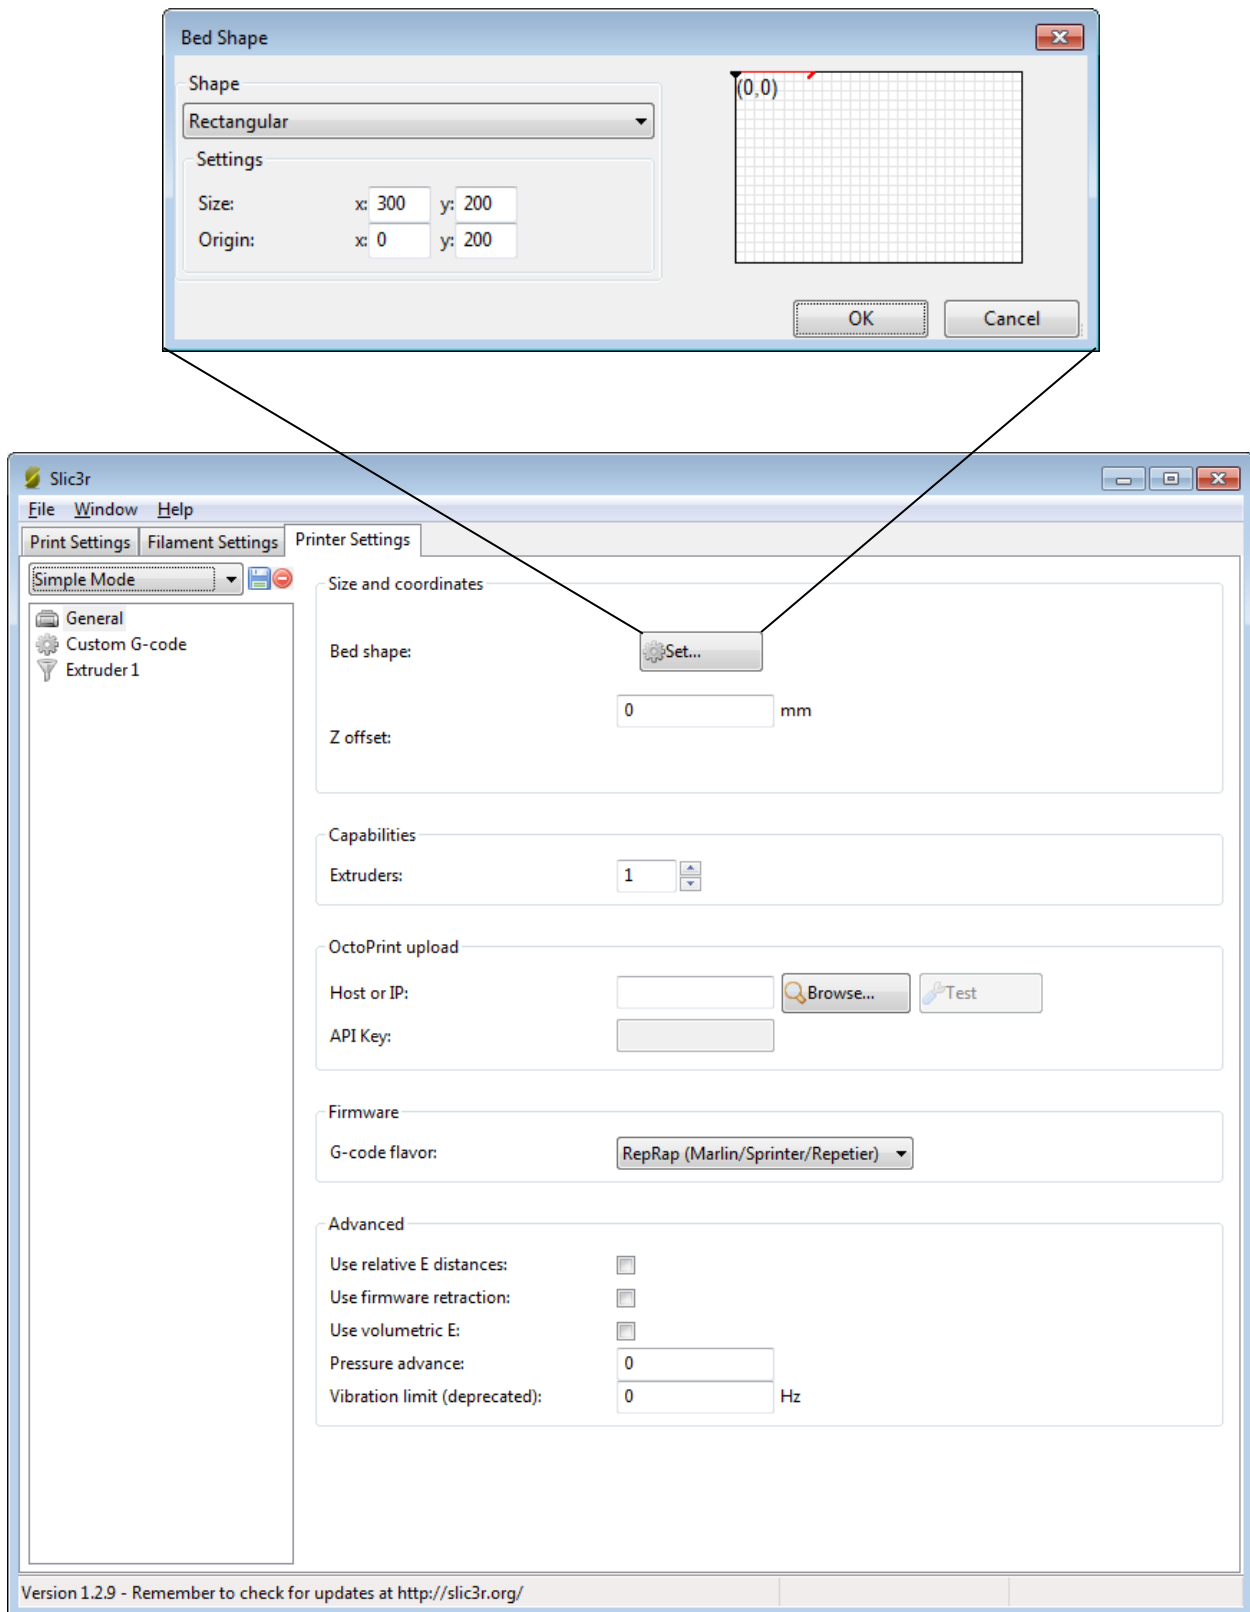 Bed Shape
Shape
(0,0)
Rectangular
Settings
Size: x: 300 y: 200
Origin: x: 0 y: 200
OK Cancel
Slic3r
File Window Help
Print Settings Filament Settings Printer Settings
Simple Mode
Size and coordinates
General
Custom G-code
Bed shape: Set...
Extruder 1
0 mm
Z offset:
Capabilities
Extruders: 1
OctoPrint upload
Host or IP: Browse... Test
API Key:
Firmware
G-code flavor: RepRap (Marlin/Sprinter/Repetier)
Advanced
Use relative E distances:
Use firmware retraction:
Use volumetric E:
Pressure advance: 0
Vibration limit (deprecated): 0 Hz
Version 1.2.9 - Remember to check for updates at http://slic3r.org/